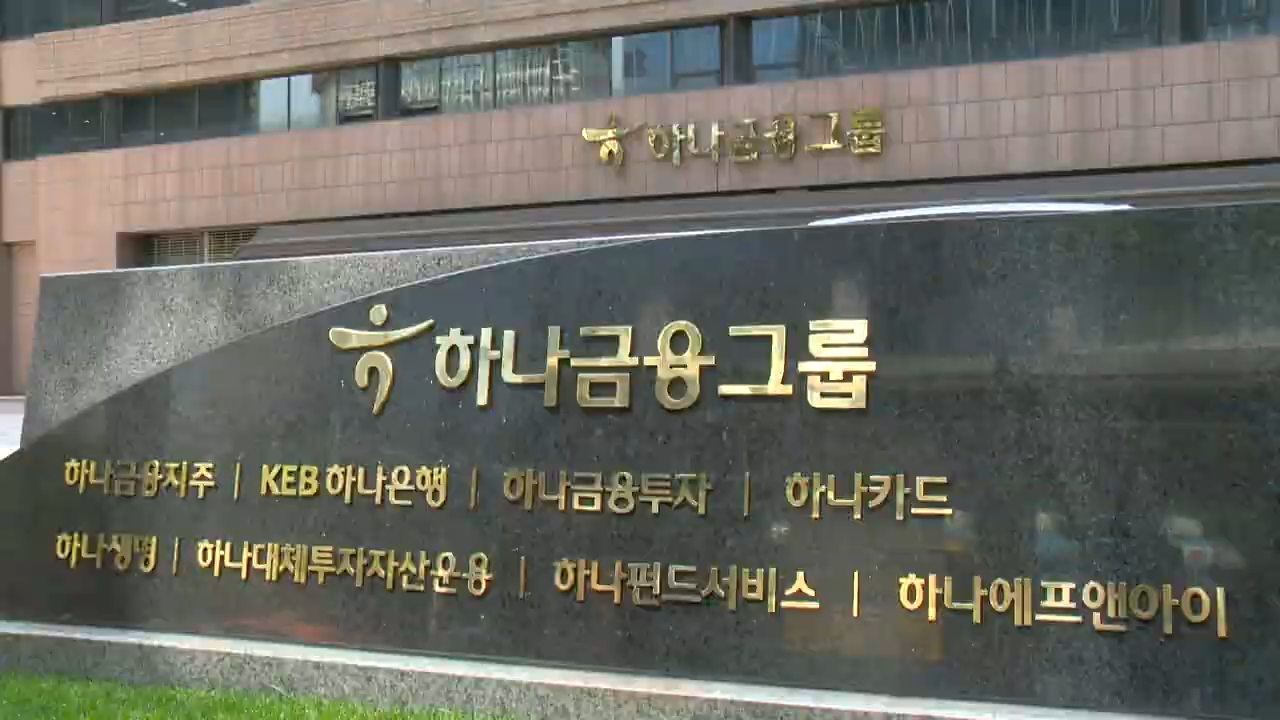 하나금융그룹
하나금융그룹
하나금융지주 | KEB 하나은행 | 하나금융투자 | 하나카드
하나생명 | 하나대체투자자산운용 | 하나펀드서비스 | 하나에프앤아이